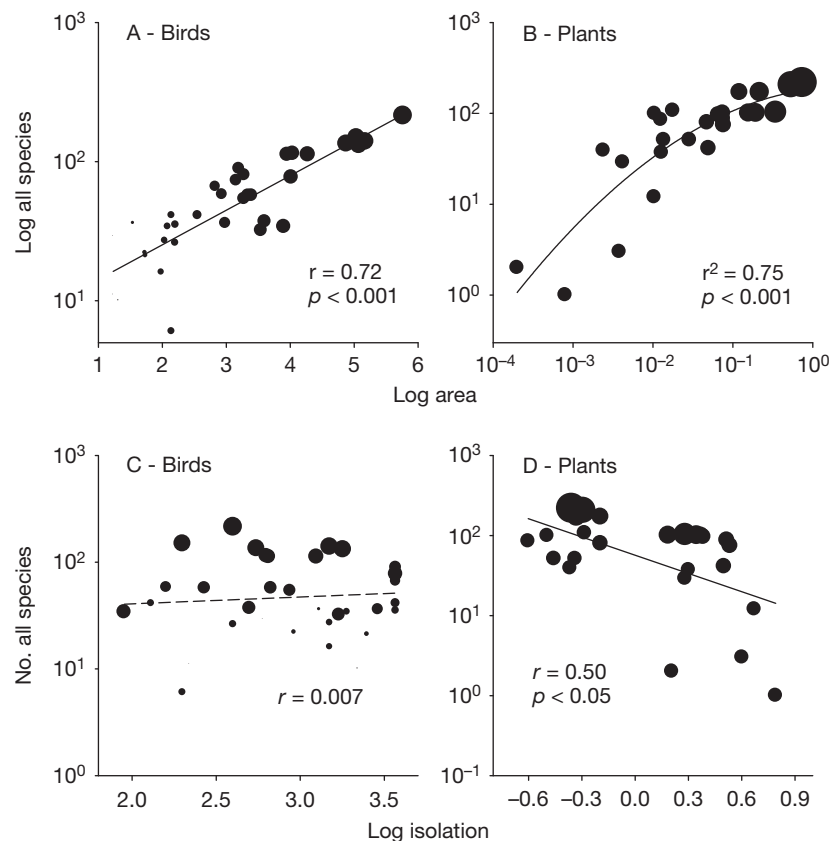 A - Birds
Log all species
10³
10²
10¹
r = 0.72
p < 0.001
1 2 3 4 5 6
B - Plants
10³
10²
10¹
10⁰
r² = 0.75
p < 0.001
10⁻⁴ 10⁻³ 10⁻² 10⁻¹ 10⁰
Log area
C - Birds
No. all species
10³
10²
10¹
10⁰
r = 0.007
2.0 2.5 3.0 3.5
D - Plants
10³
10²
10¹
10⁰
10⁻¹
r = 0.50
p < 0.05
−0.6 −0.3 0.0 0.3 0.6 0.9
Log isolation